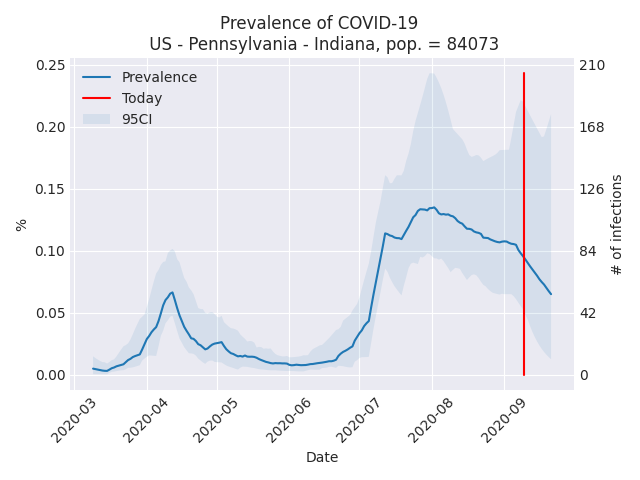 Prevalence of COVID-19
US - Pennsylvania - Indiana, pop. = 84073
Prevalence
Today
95CI
0.25
0.20
0.15
0.10
0.05
0.00
%
210
168
126
84
42
0
# of infections
2020-03
2020-04
2020-05
2020-06
2020-07
2020-08
2020-09
Date